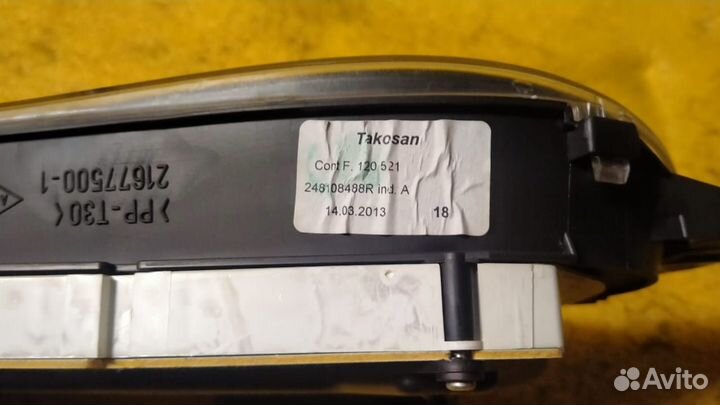 Takosan
Cont F. 120 521
248108488R ind. A
14.03.2013 18
21677500-1
>PP-T30<
Avito